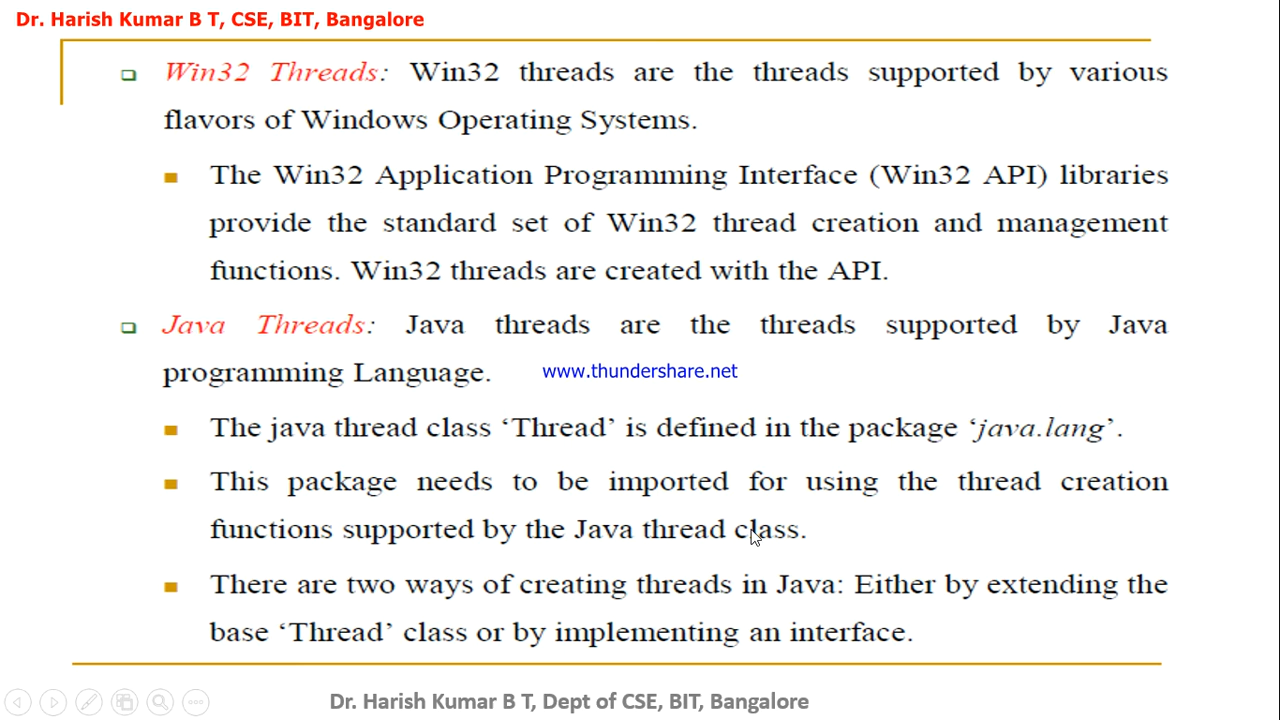 Dr. Harish Kumar B T, CSE, BIT, Bangalore
Win32 Threads: Win32 threads are the threads supported by various
flavors of Windows Operating Systems.
The Win32 Application Programming Interface (Win32 API) libraries
provide the standard set of Win32 thread creation and management
functions. Win32 threads are created with the API.
Java Threads: Java threads are the threads supported by Java
programming Language.
www.thundershare.net
The java thread class ‘Thread’ is defined in the package ‘java.lang’.
This package needs to be imported for using the thread creation
functions supported by the Java thread class.
There are two ways of creating threads in Java: Either by extending the
base ‘Thread’ class or by implementing an interface.
Dr. Harish Kumar B T, Dept of CSE, BIT, Bangalore